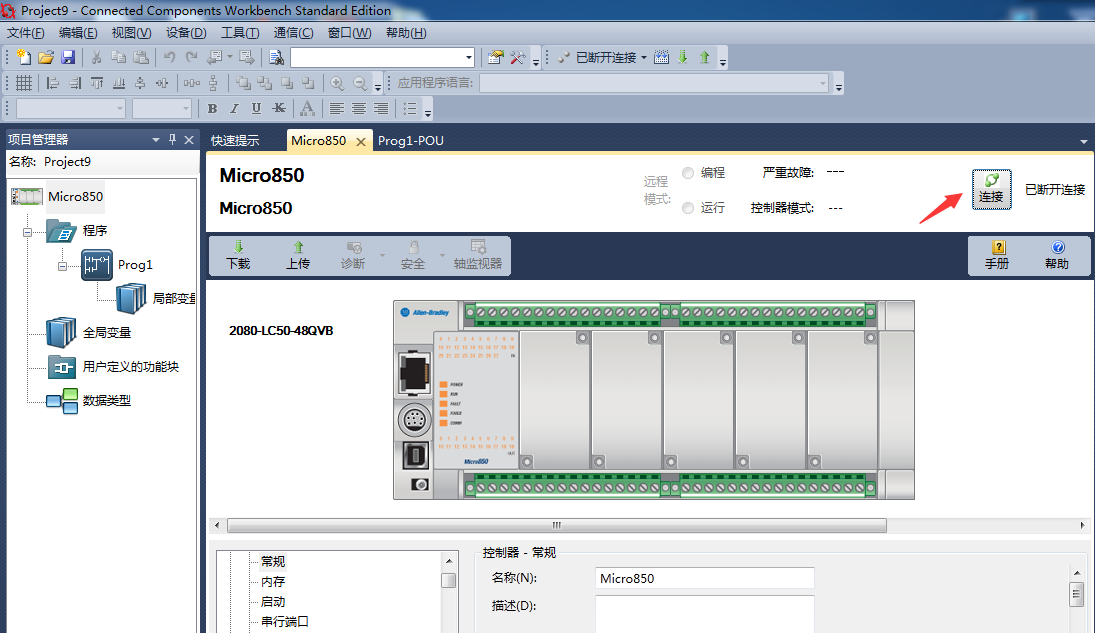 Project9 - Connected Components Workbench Standard Edition
文件(F) 编辑(E) 视图(V) 设备(D) 工具(T) 通信(C) 窗口(W) 帮助(H)
已断开连接
应用程序语言:
B I U K A
项目管理器
快速提示 Micro850 Prog1-POU
名称: Project9
Micro850
程序
Prog1
局部变量
全局变量
用户定义的功能块
数据类型
Micro850
Micro850
远程
模式:
编程
运行
严重故障: ---
控制器模式: ---
连接
已断开连接
下载 上传 诊断 安全 轴监视器 手册 帮助
2080-LC50-48QVB
Allen-Bradley
POWER
RUN
FAULT
FORCE
COMM
Micro850
常规
内存
启动
串行端口
控制器 - 常规
名称(N): Micro850
描述(D):